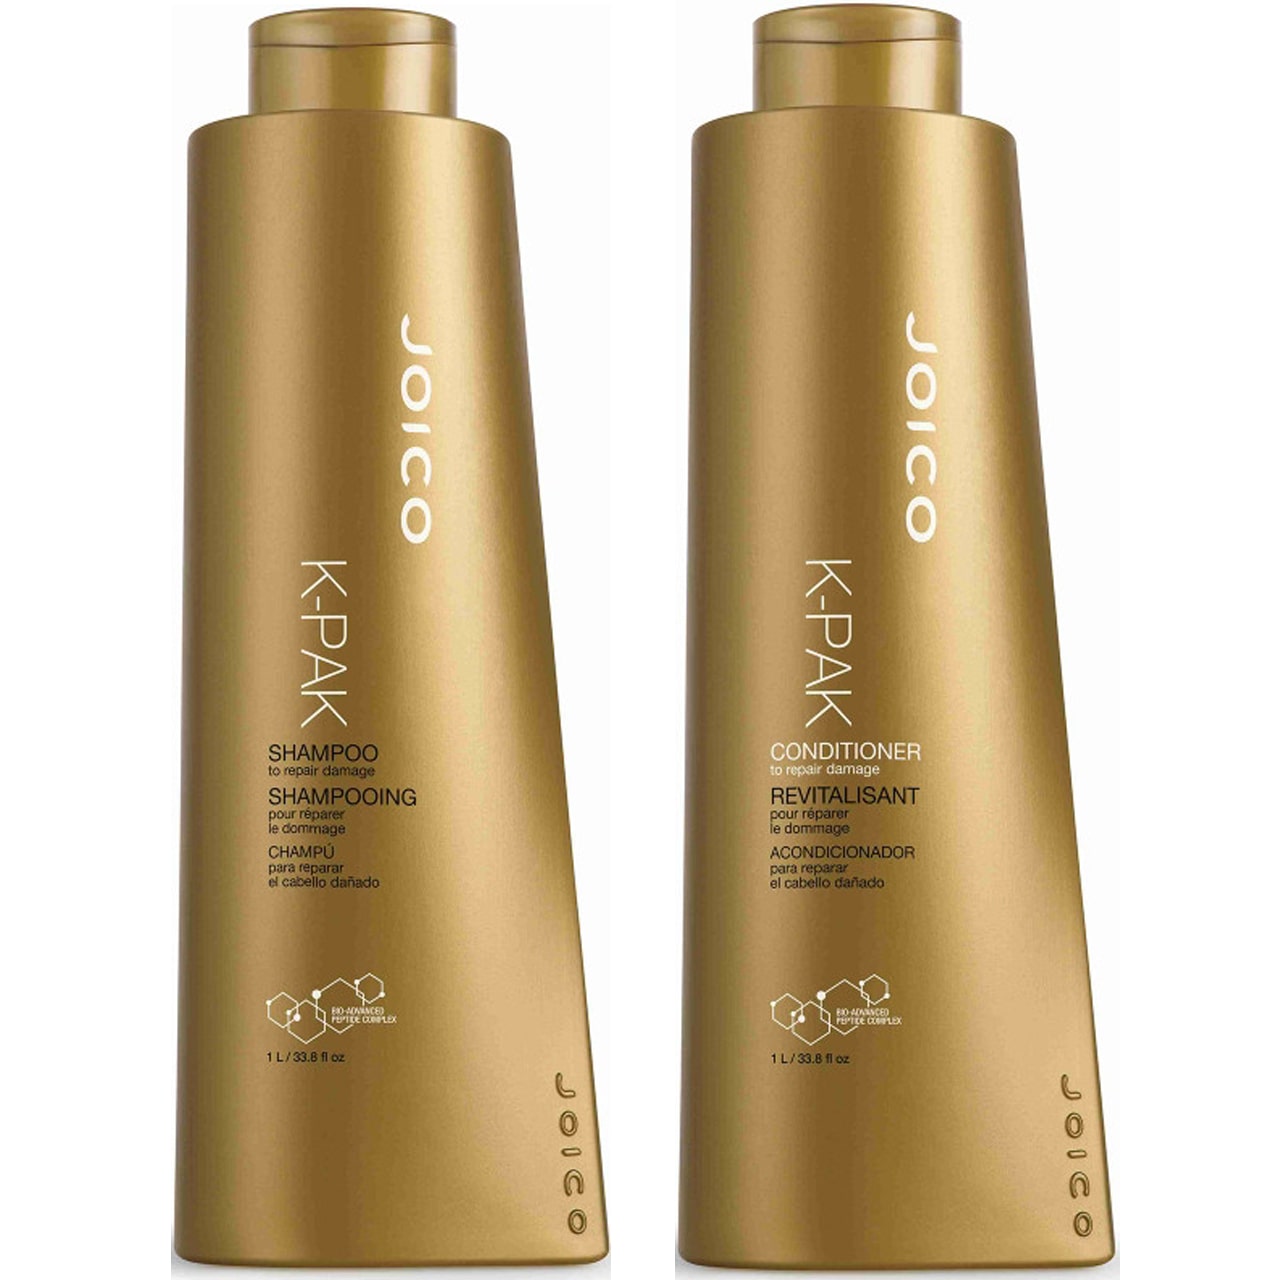 JOICO
K-PAK
SHAMPOO
to repair damage
SHAMPOOING
pour réparer
le dommage
CHAMPÚ
para reparar
el cabello dañado
BIO-ADVANCED
PEPTIDE COMPLEX
1 L / 33.8 fl oz
JOICO
JOICO
K-PAK
CONDITIONER
to repair damage
REVITALISANT
pour réparer
le dommage
ACONDICIONADOR
para reparar
el cabello dañado
BIO-ADVANCED
PEPTIDE COMPLEX
1 L / 33.8 fl oz
JOICO